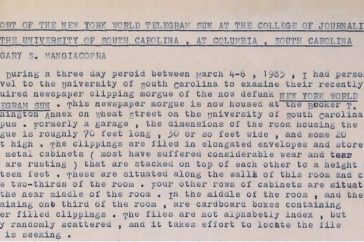 ORT OF THE NEW YORK WORLD TELEGRAM SUN AT THE COLLEGE OF JOURNALI
THE UNIVERSITY OF SOUTH CAROLINA , AT COLUMBIA , SOUTH CAROLINA
GARY S. MANGIACOPRA
During a three day peroid between March 4-6 , 1985 , I had perso
vel to the University of South Carolina to examine their recently
uired newspaper clipping morgue of the now defunk NEW YORK WORLD
EGRAM SUN . This newspaper morgue is now housed at the Booker T.
hington Annex on Wheat Street on the University of South Carolina
pus . Formerly a garage , the dimensions of the room housing the
gue is roughly 70 feet long , 30 or so feet wide , and some 20
t high . The clippings are filed in elongated envelopes and store
metal cabinets ( most have suffered considerable wear and tear
are rusting ) that are stacked on top of each other to a height
teen feet . These are situated along the walls of this room and c
e two-thirds of the room . Four other rows of cabinets are situat
the near middle of the room . In the middle of the room , and the
aining one third of the room , are cardboard boxes containing
er filled clippings . The files are not alphabetly index , but
y randomly scattered , and it takes effort to locate the file
is seeking .